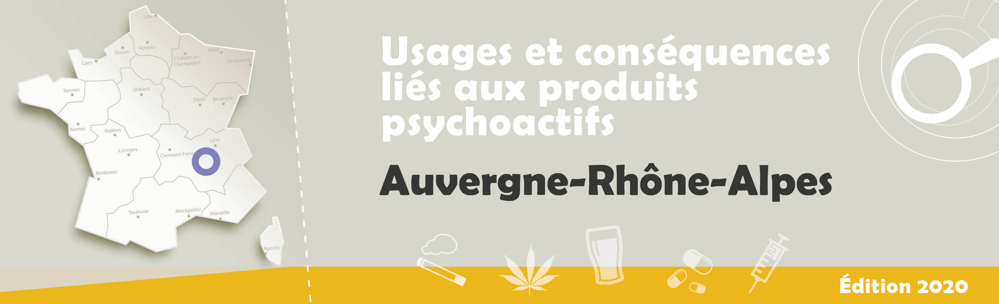 Lille
Amiens
Rouen
Caen
Châlons-en-
Champagne
Metz
Strasbourg
Rennes
Orléans
Dijon
Besançon
Nantes
Poitiers
Lyon
Limoges
Clermont-Ferra
Bordeaux
Toulouse
Montpellier
Marseille
Ajaccio
Usages et conséquences
liés aux produits
psychoactifs
Auvergne-Rhône-Alpes
Édition 2020